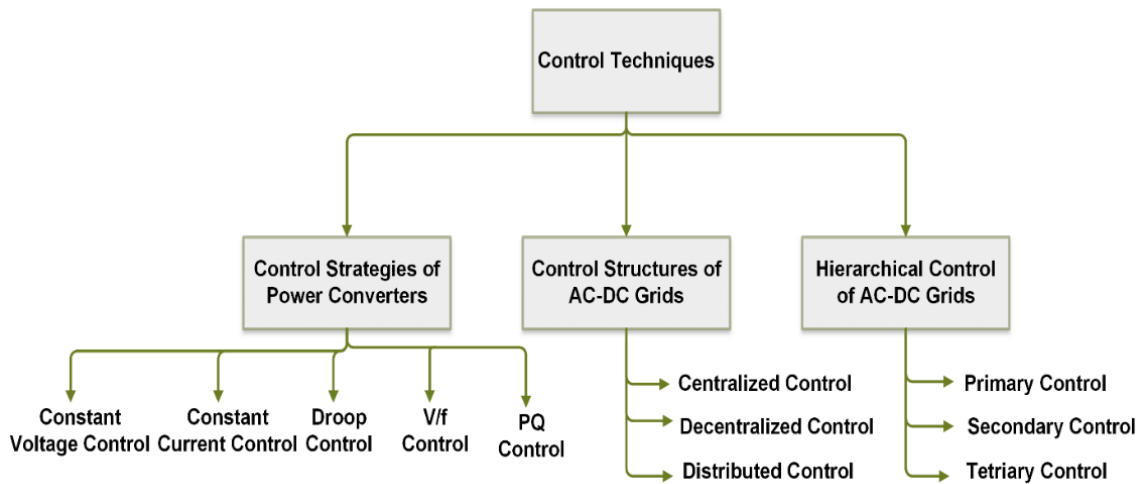 Control Techniques
Control Strategies of
Power Converters
Control Structures of
AC-DC Grids
Hierarchical Control
of AC-DC Grids
Constant
Voltage Control
Constant
Current Control
Droop
Control
V/f
Control
PQ
Control
Centralized Control
Decentralized Control
Distributed Control
Primary Control
Secondary Control
Tetriary Control